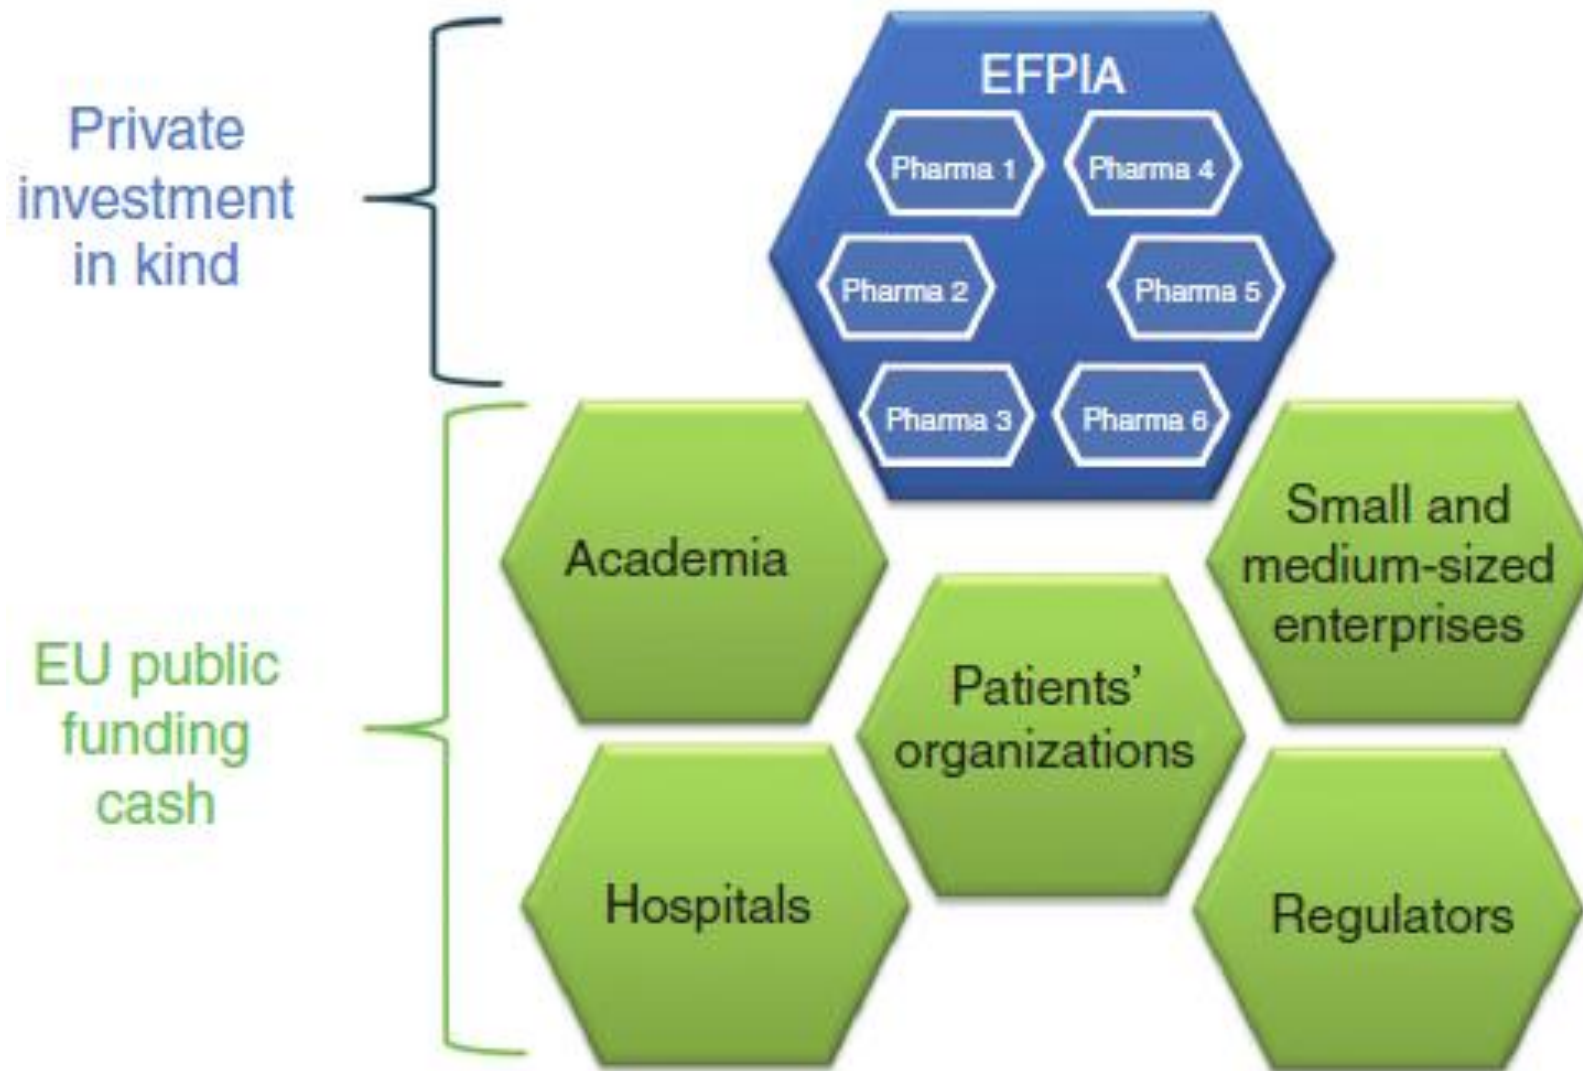 Private
investment
in kind
EFPIA
Pharma 1
Pharma 4
Pharma 2
Pharma 5
Pharma 3
Pharma 6
EU public
funding
cash
Academia
Small and
medium-sized
enterprises
Patients’
organizations
Hospitals
Regulators